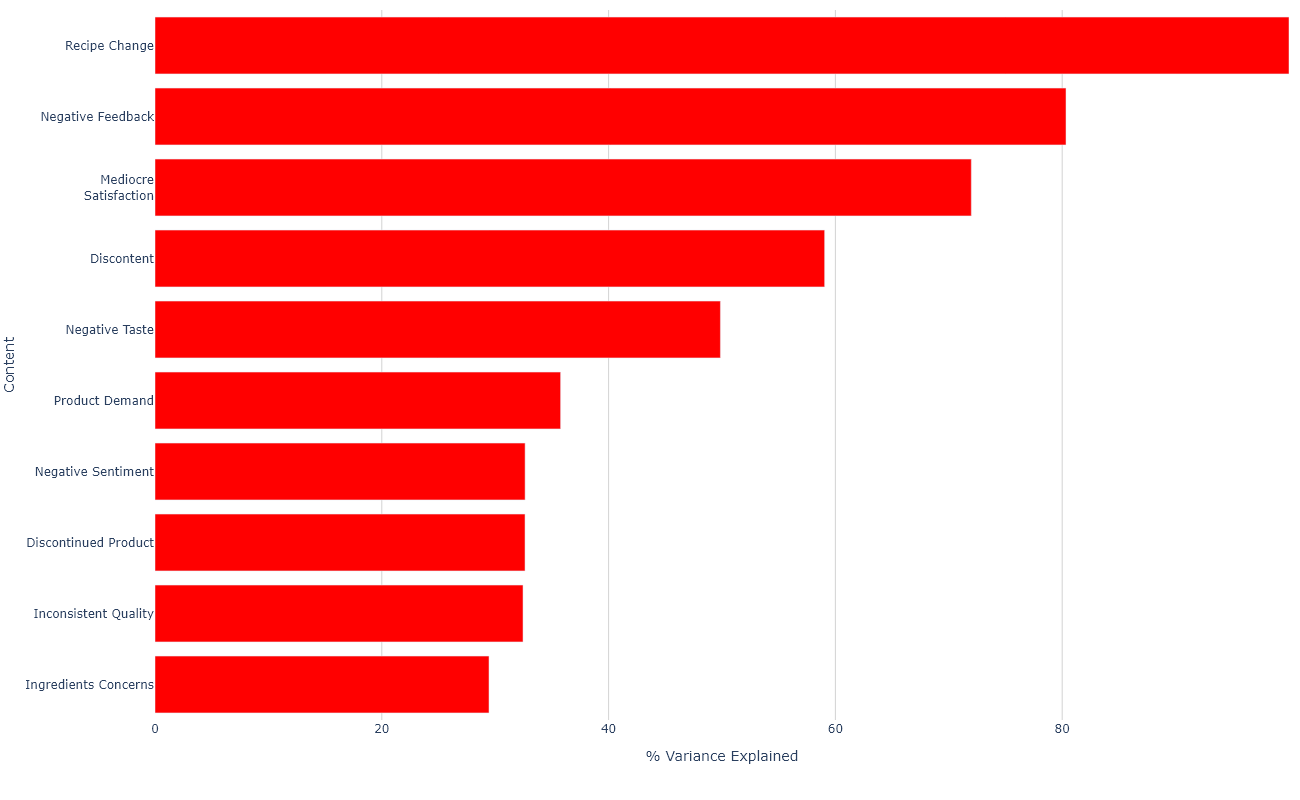 Recipe Change
Negative Feedback
Mediocre
Satisfaction
Discontent
Negative Taste
Product Demand
Negative Sentiment
Discontinued Product
Inconsistent Quality
Ingredients Concerns
Content
0 20 40 60 80
% Variance Explained